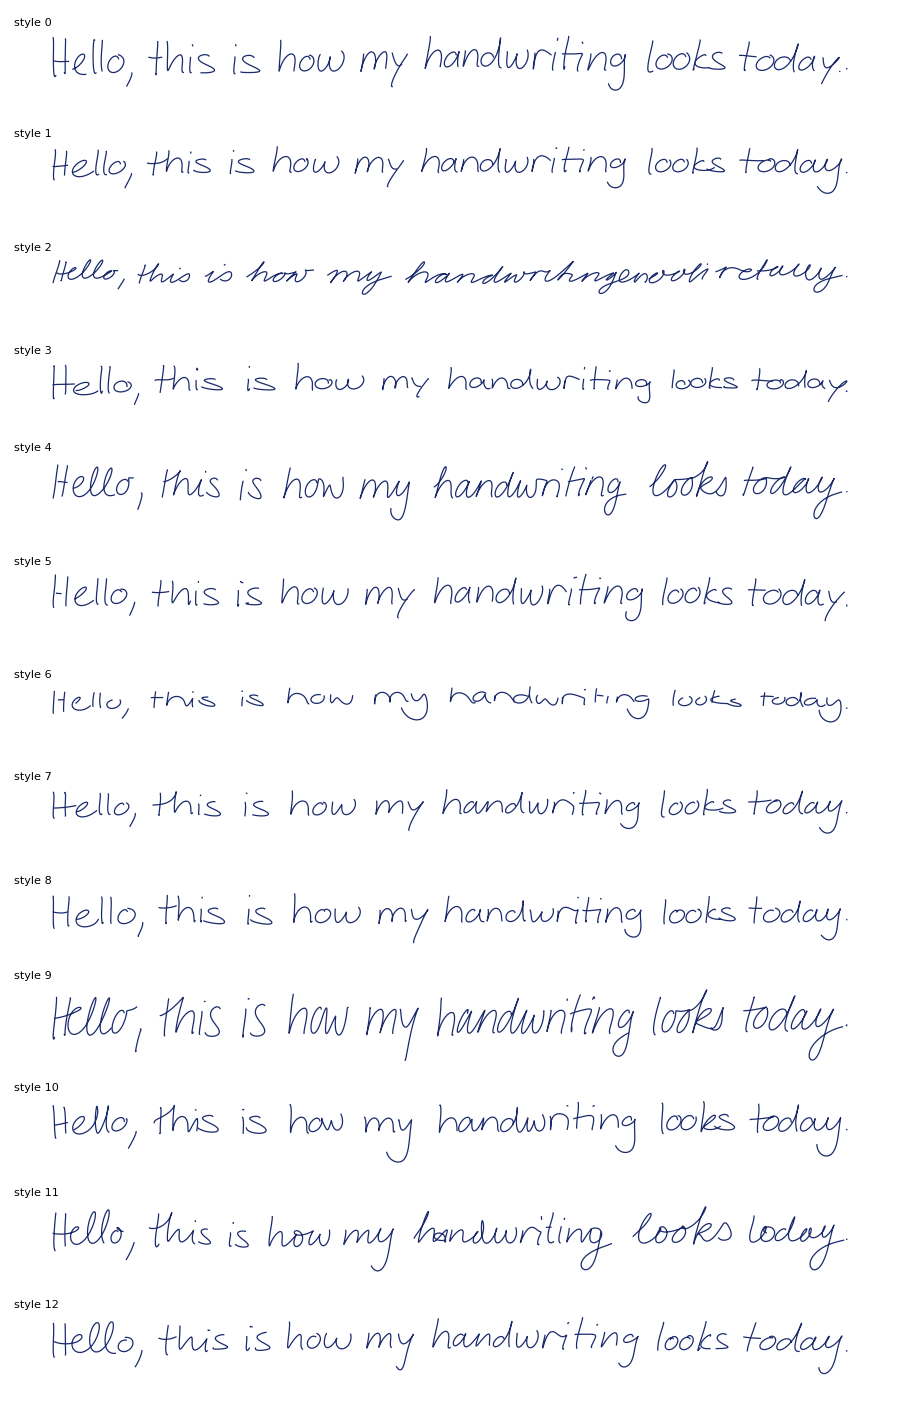 style 0
Hello, this is how my handwriting looks today.
style 1
Hello, this is how my handwriting looks today.
style 2
Hello, this is how my
style 3
Hello, this is how my handwriting looks today.
style 4
Hello, this is how my handwriting looks today.
style 5
Hello, this is how my handwriting looks today.
style 6
Hello, this is how my handwriting looks today.
style 7
Hello, this is how my handwriting looks today.
style 8
Hello, this is how my handwriting looks today.
style 9
Hello, this is how my handwriting looks today.
style 10
Hello, this is how my handwriting looks today.
style 11
Hello, this is how my handwriting looks today.
style 12
Hello, this is how my handwriting looks today.